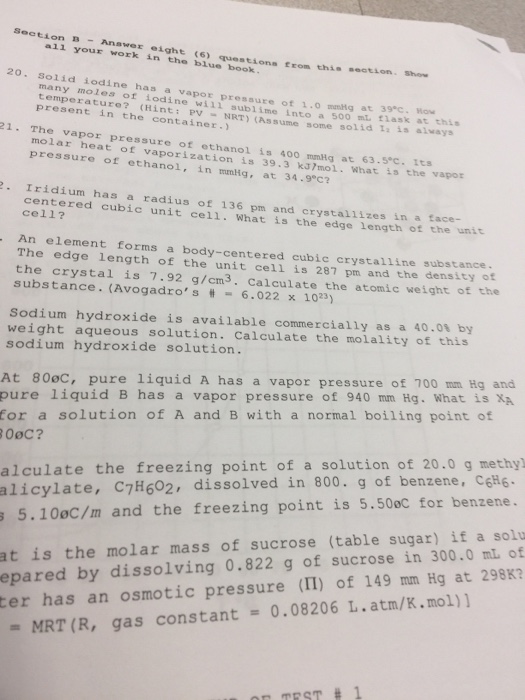 Section B - Answer eight (6) questions from this section. Show
all your work in the blue book.
20. Solid iodine has a vapor pressure of 1.0 mmHg at 39°C. How
many moles of iodine will sublime into a 500 mL flask at this
temperature? (Hint: PV = NRT) (Assume some solid I₂ is always
present in the container.)
21. The vapor pressure of ethanol is 400 mmHg at 63.5°C. Its
molar heat of vaporization is 39.3 kJ/mol. What is the vapor
pressure of ethanol, in mmHg, at 34.9°C?
. Iridium has a radius of 136 pm and crystallizes in a face-
centered cubic unit cell. What is the edge length of the unit
cell?
An element forms a body-centered cubic crystalline substance.
The edge length of the unit cell is 287 pm and the density of
the crystal is 7.92 g/cm³. Calculate the atomic weight of the
substance. (Avogadro's # = 6.022 x 10²³)
Sodium hydroxide is available commercially as a 40.0% by
weight aqueous solution. Calculate the molality of this
sodium hydroxide solution.
At 80øC, pure liquid A has a vapor pressure of 700 mm Hg and
pure liquid B has a vapor pressure of 940 mm Hg. What is XA
for a solution of A and B with a normal boiling point of
80øC?
alculate the freezing point of a solution of 20.0 g methyl
alicylate, C7H6O2, dissolved in 800. g of benzene, C6H6.
s 5.10øC/m and the freezing point is 5.50øC for benzene.
at is the molar mass of sucrose (table sugar) if a solu
epared by dissolving 0.822 g of sucrose in 300.0 mL of
ter has an osmotic pressure (Π) of 149 mm Hg at 298K?
= MRT (R, gas constant = 0.08206 L.atm/K.mol)]
OF TEST # 1